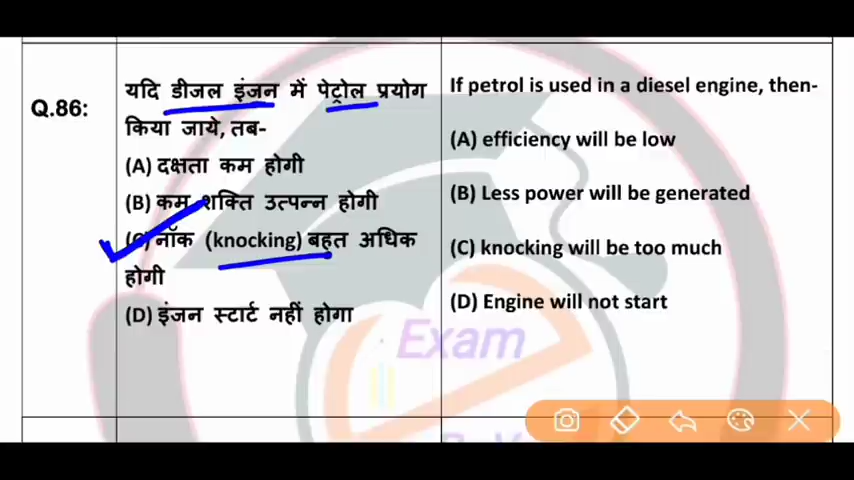 Q.86:
यदि डीजल इंजन में पेट्रोल प्रयोग
किया जाये, तब-
(A) दक्षता कम होगी
(B) कम शक्ति उत्पन्न होगी
(C) नॉक (knocking) बहुत अधिक
होगी
(D) इंजन स्टार्ट नहीं होगा
If petrol is used in a diesel engine, then-
(A) efficiency will be low
(B) Less power will be generated
(C) knocking will be too much
(D) Engine will not start
Exam